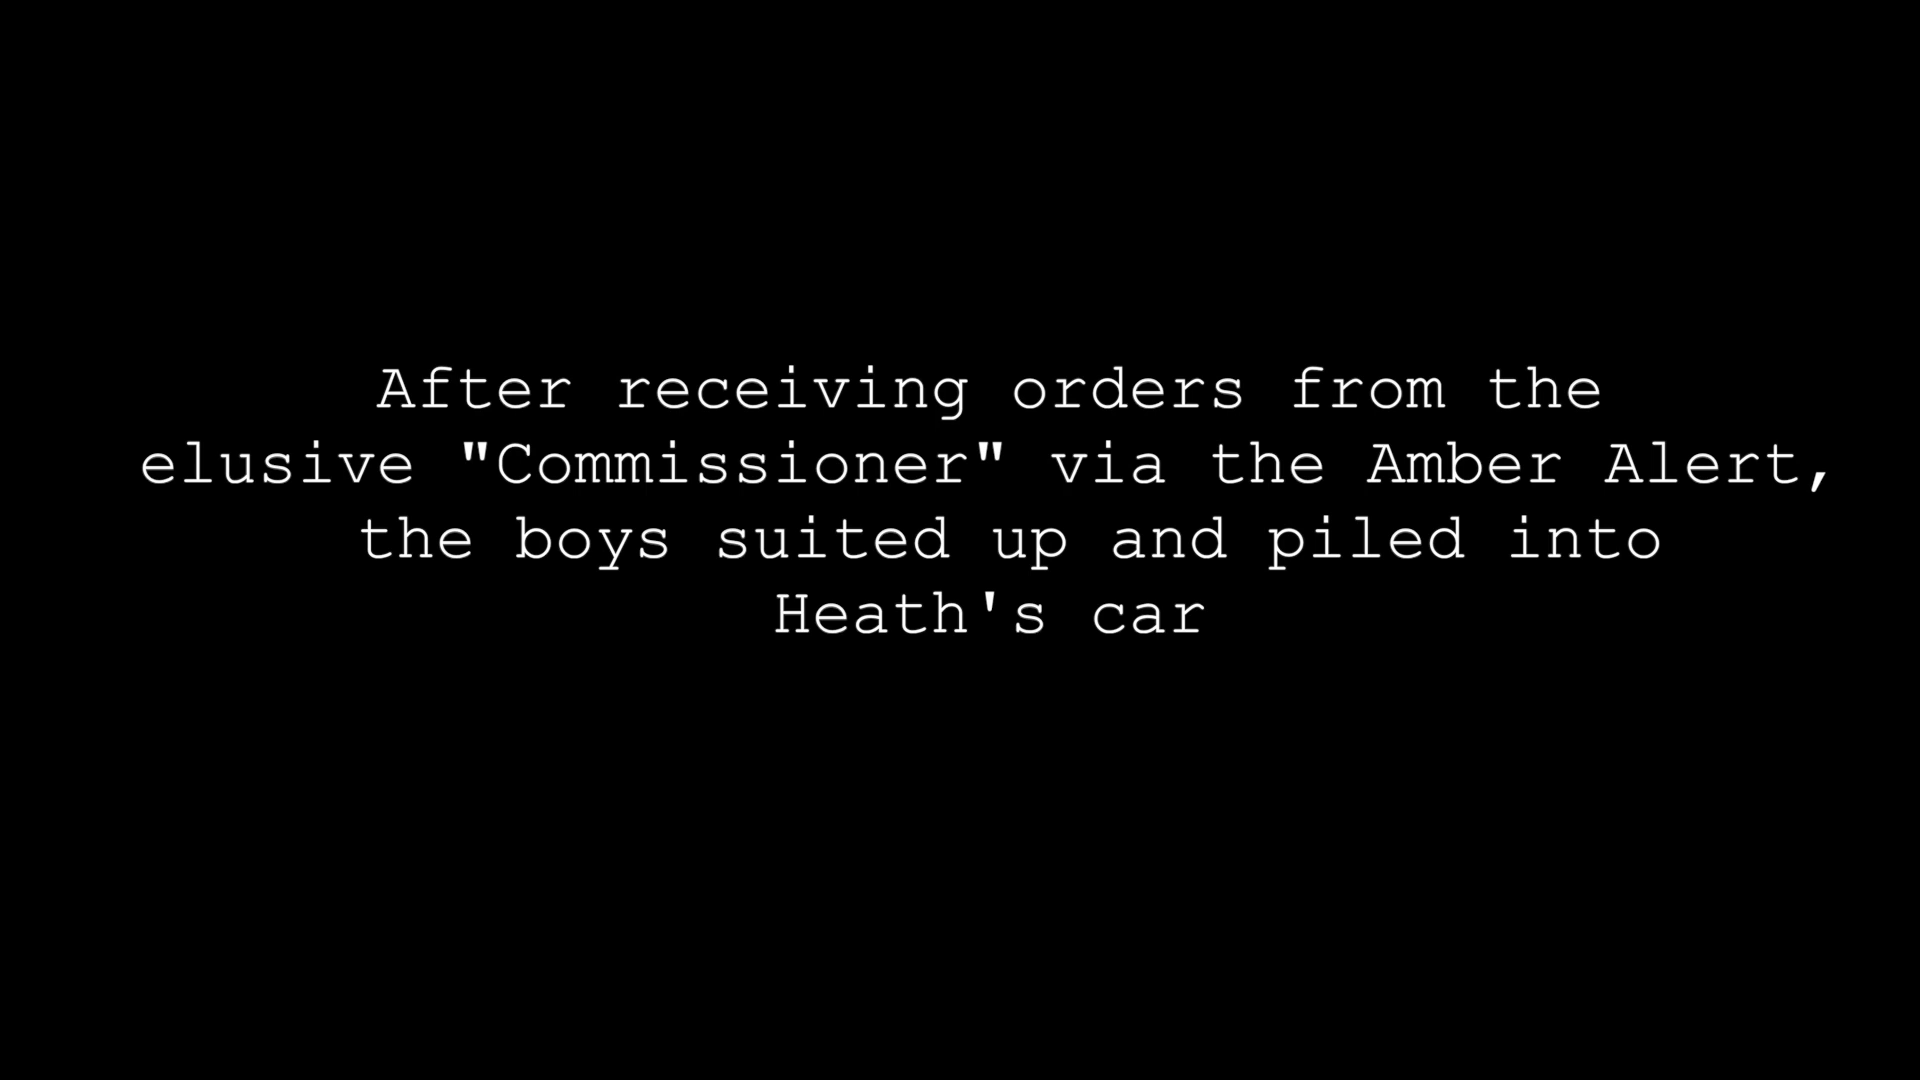 After receiving orders from the
elusive "Commissioner" via the Amber Alert,
the boys suited up and piled into
Heath's car